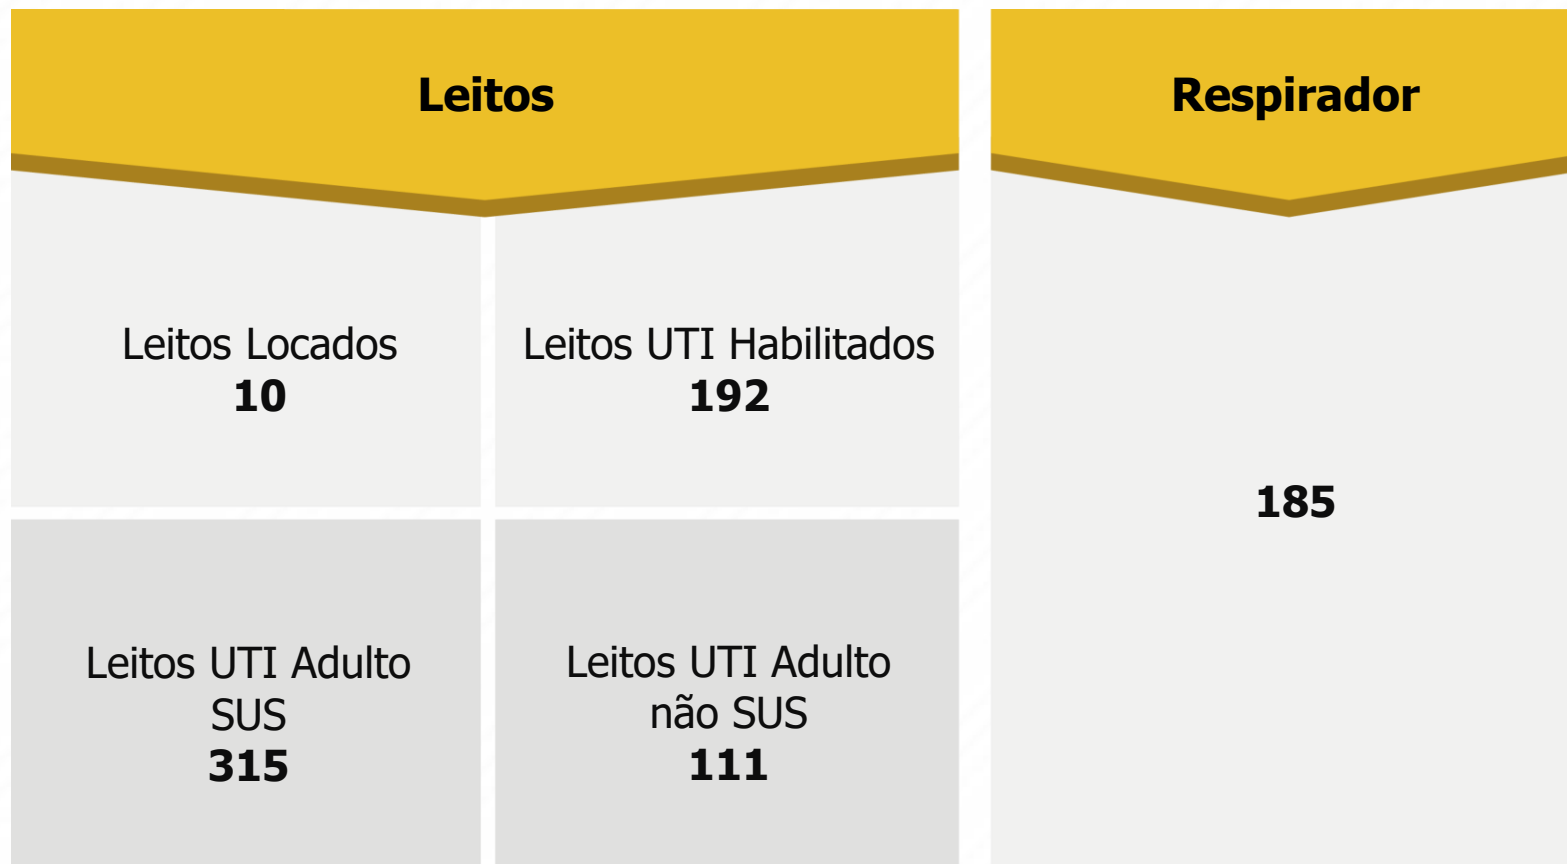 Leitos
Leitos Locados
10
Leitos UTI Habilitados
192
Leitos UTI Adulto
SUS
315
Leitos UTI Adulto
não SUS
111
Respirador
185